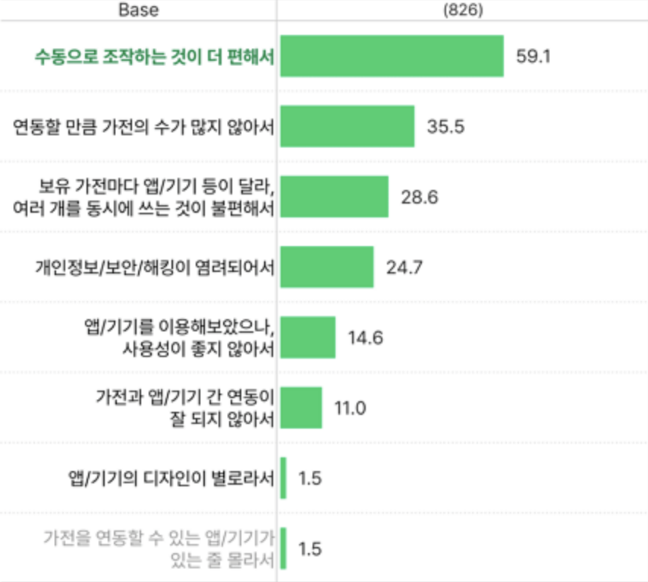 Base (826)
수동으로 조작하는 것이 더 편해서 59.1
연동할 만큼 가전의 수가 많지 않아서 35.5
보유 가전마다 앱/기기 등이 달라,
여러 개를 동시에 쓰는 것이 불편해서 28.6
개인정보/보안/해킹이 염려되어서 24.7
앱/기기를 이용해보았으나,
사용성이 좋지 않아서 14.6
가전과 앱/기기 간 연동이
잘 되지 않아서 11.0
앱/기기의 디자인이 별로라서 1.5
가전을 연동할 수 있는 앱/기기가
있는 줄 몰라서 1.5